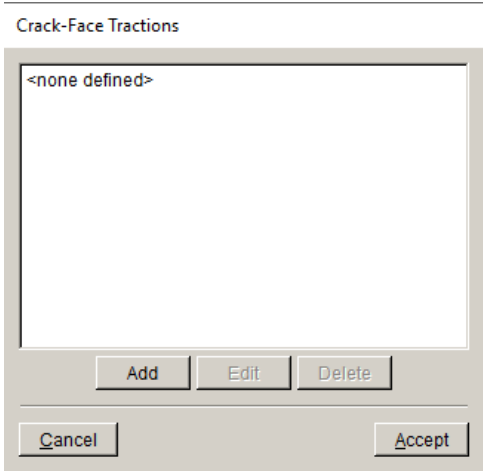 Crack-Face Tractions
<none defined>
Add Edit Delete
Cancel Accept